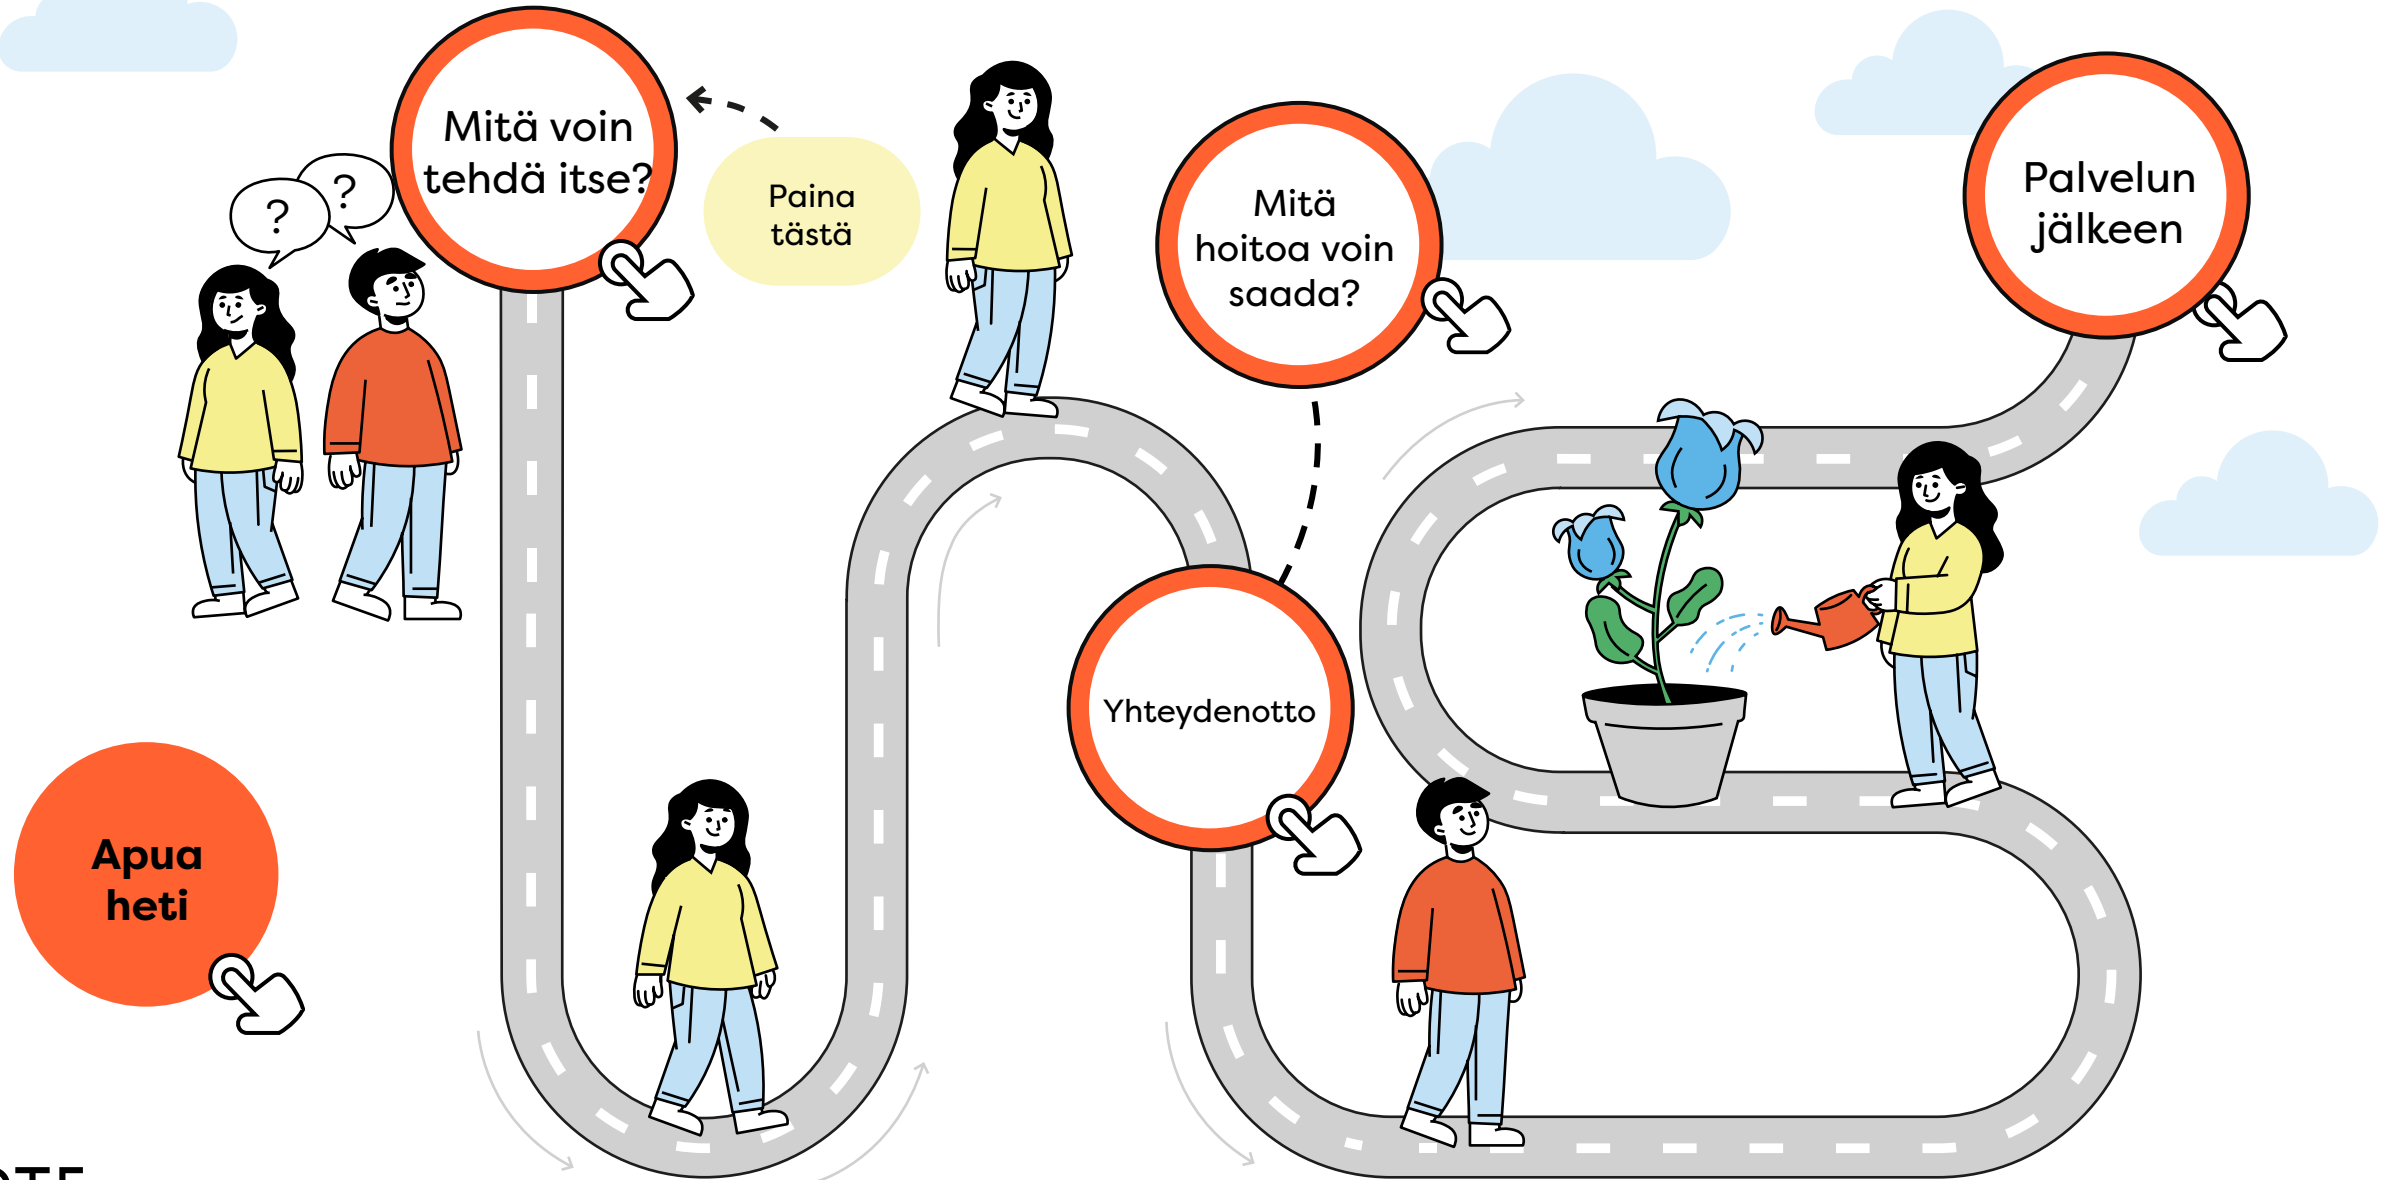 Mitä voin
tehdä itse?
Paina
tästä
?
?
Mitä
hoitoa voin
saada?
Palvelun
jälkeen
Yhteydenotto
Apua
heti